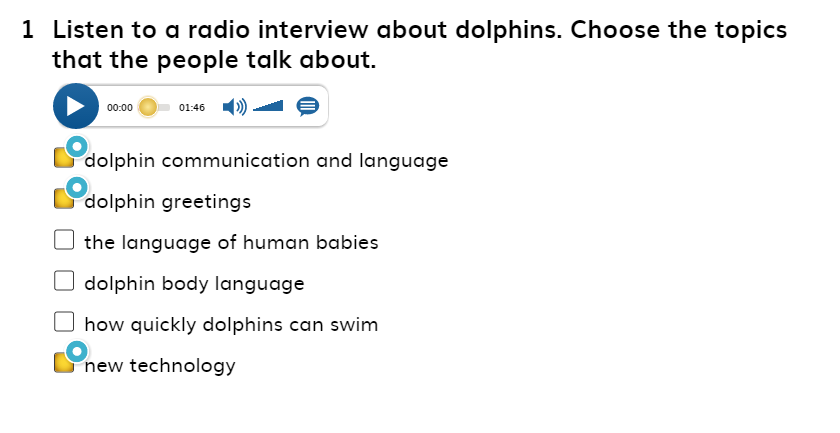 1 Listen to a radio interview about dolphins. Choose the topics
that the people talk about.
00:00 01:46
dolphin communication and language
dolphin greetings
the language of human babies
dolphin body language
how quickly dolphins can swim
new technology